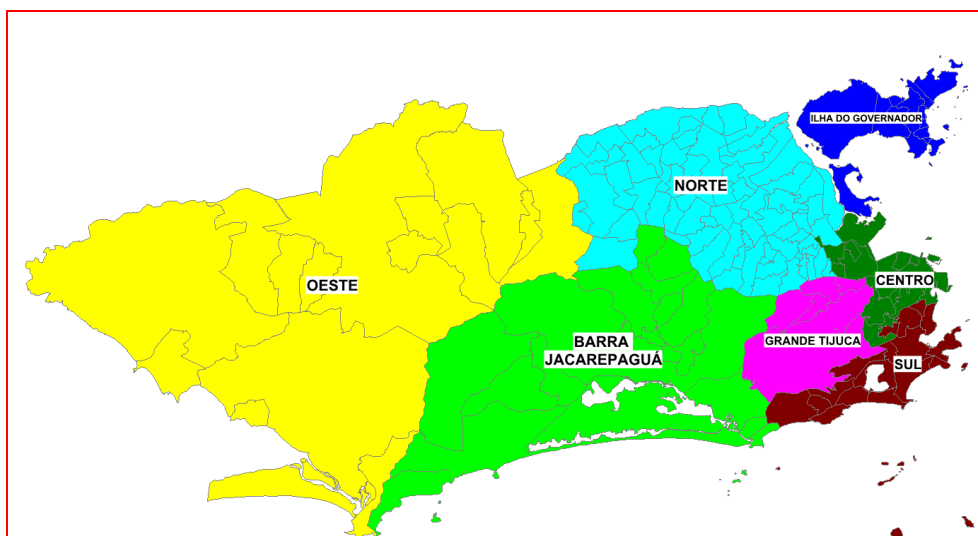 ILHA DO GOVERNADOR
NORTE
OESTE
CENTRO
BARRA
JACAREPAGUÁ
GRANDE TIJUCA
SUL